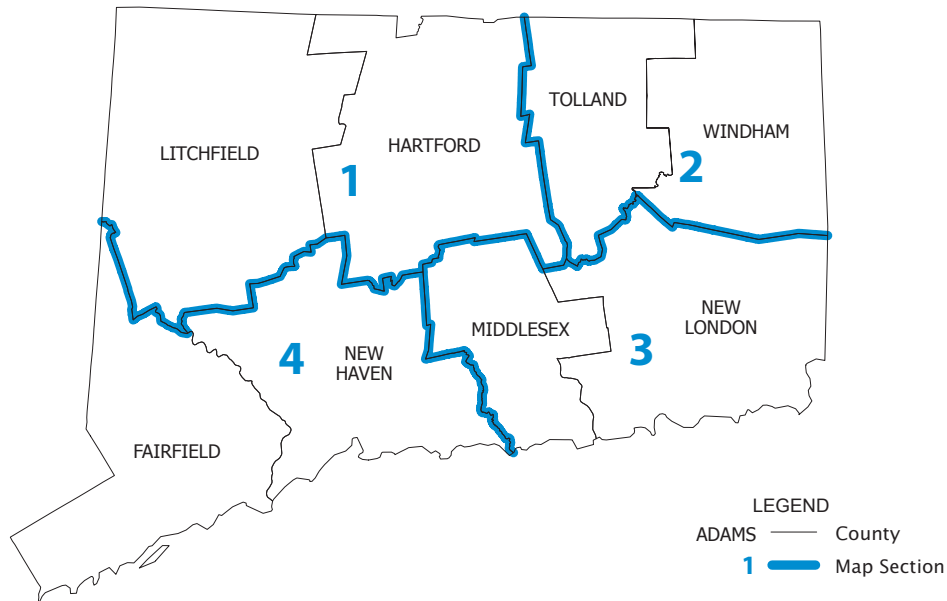 TOLLAND
WINDHAM
LITCHFIELD
HARTFORD
1
2
NEW
LONDON
MIDDLESEX
3
4
NEW
HAVEN
FAIRFIELD
LEGEND
ADAMS County
1 Map Section